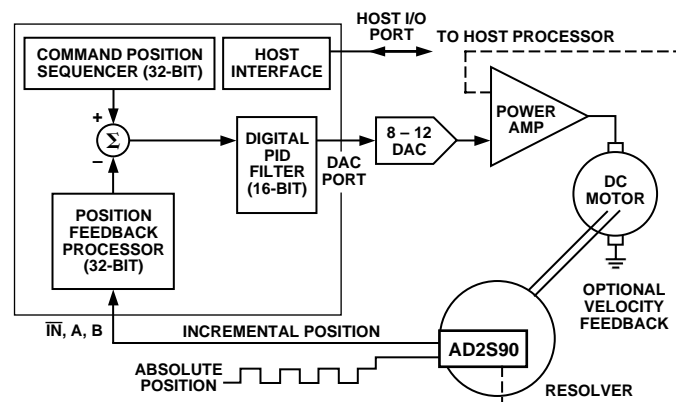 HOST I/O
PORT
TO HOST PROCESSOR
COMMAND POSITION
SEQUENCER (32-BIT)
HOST
INTERFACE
+
Σ
–
DIGITAL
PID
FILTER
(16-BIT)
DAC
PORT
8 – 12
DAC
POWER
AMP
POSITION
FEEDBACK
PROCESSOR
(32-BIT)
DC
MOTOR
OPTIONAL
VELOCITY
FEEDBACK
I̅N̅, A, B
INCREMENTAL POSITION
AD2S90
ABSOLUTE
POSITION
RESOLVER